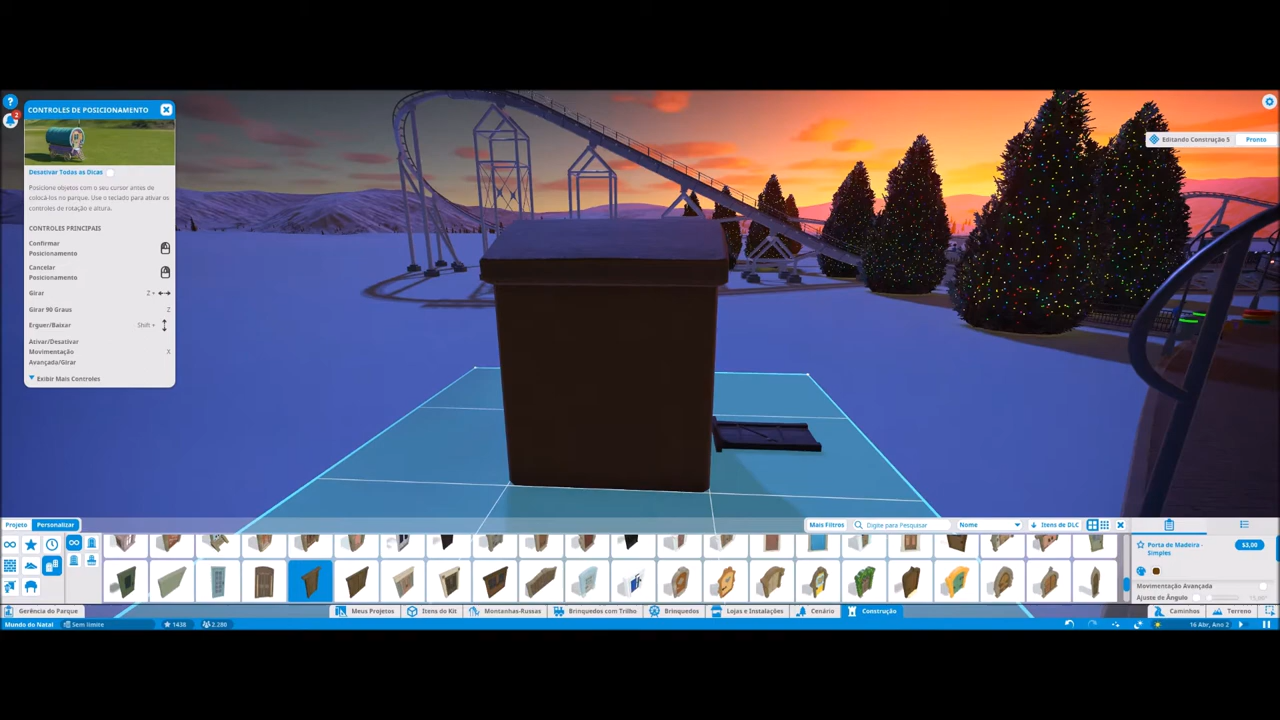 ?
2
CONTROLES DE POSICIONAMENTO
Desativar Todas as Dicas
Posicione objetos com o seu cursor antes de
colocá-los no parque. Use o teclado para ativar os
controles de rotação e altura.
CONTROLES PRINCIPAIS
Confirmar
Posicionamento
Cancelar
Posicionamento
Girar Z +
Girar 90 Graus Z
Erguer/Baixar Shift +
Ativar/Desativar
Movimentação X
Avançada/Girar
Exibir Mais Controles
Editando Construção 5 Pronto
Projeto Personalizar Mais Filtros Digite para Pesquisar Nome Itens de DLC
Porta de Madeira -
Simples
$3,00
Movimentação Avançada
Ajuste de Ângulo
Gerência do Parque Meus Projetos Itens do Kit Montanhas-Russas Brinquedos com Trilho Brinquedos Lojas e Instalações Cenário Construção Caminhos Terreno
Mundo do Natal Sem limite 1438 2.280 16 Abr, Ano 2